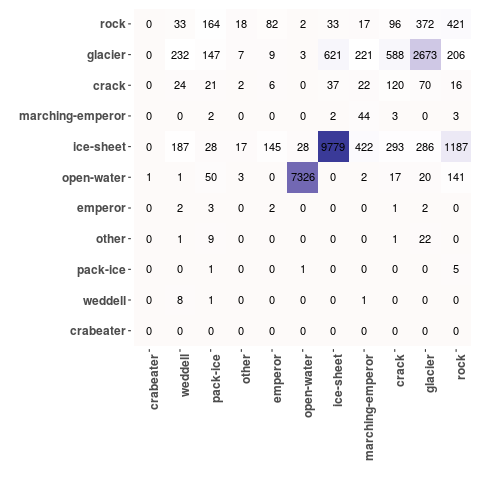 rock 0 33 164 18 82 2 33 17 96 372 421
glacier 0 232 147 7 9 3 621 221 588 2673 206
crack 0 24 21 2 6 0 37 22 120 70 16
marching-emperor 0 0 2 0 0 0 2 44 3 0 3
ice-sheet 0 187 28 17 145 28 9779 422 293 286 1187
open-water 1 1 50 3 0 7326 0 2 17 20 141
emperor 0 2 3 0 2 0 0 0 1 2 0
other 0 1 9 0 0 0 0 0 1 22 0
pack-ice 0 0 1 0 0 1 0 0 0 0 5
weddell 0 8 1 0 0 0 0 1 0 0 0
crabeater 0 0 0 0 0 0 0 0 0 0 0
crabeater
weddell
pack-ice
other
emperor
open-water
ice-sheet
marching-emperor
crack
glacier
rock